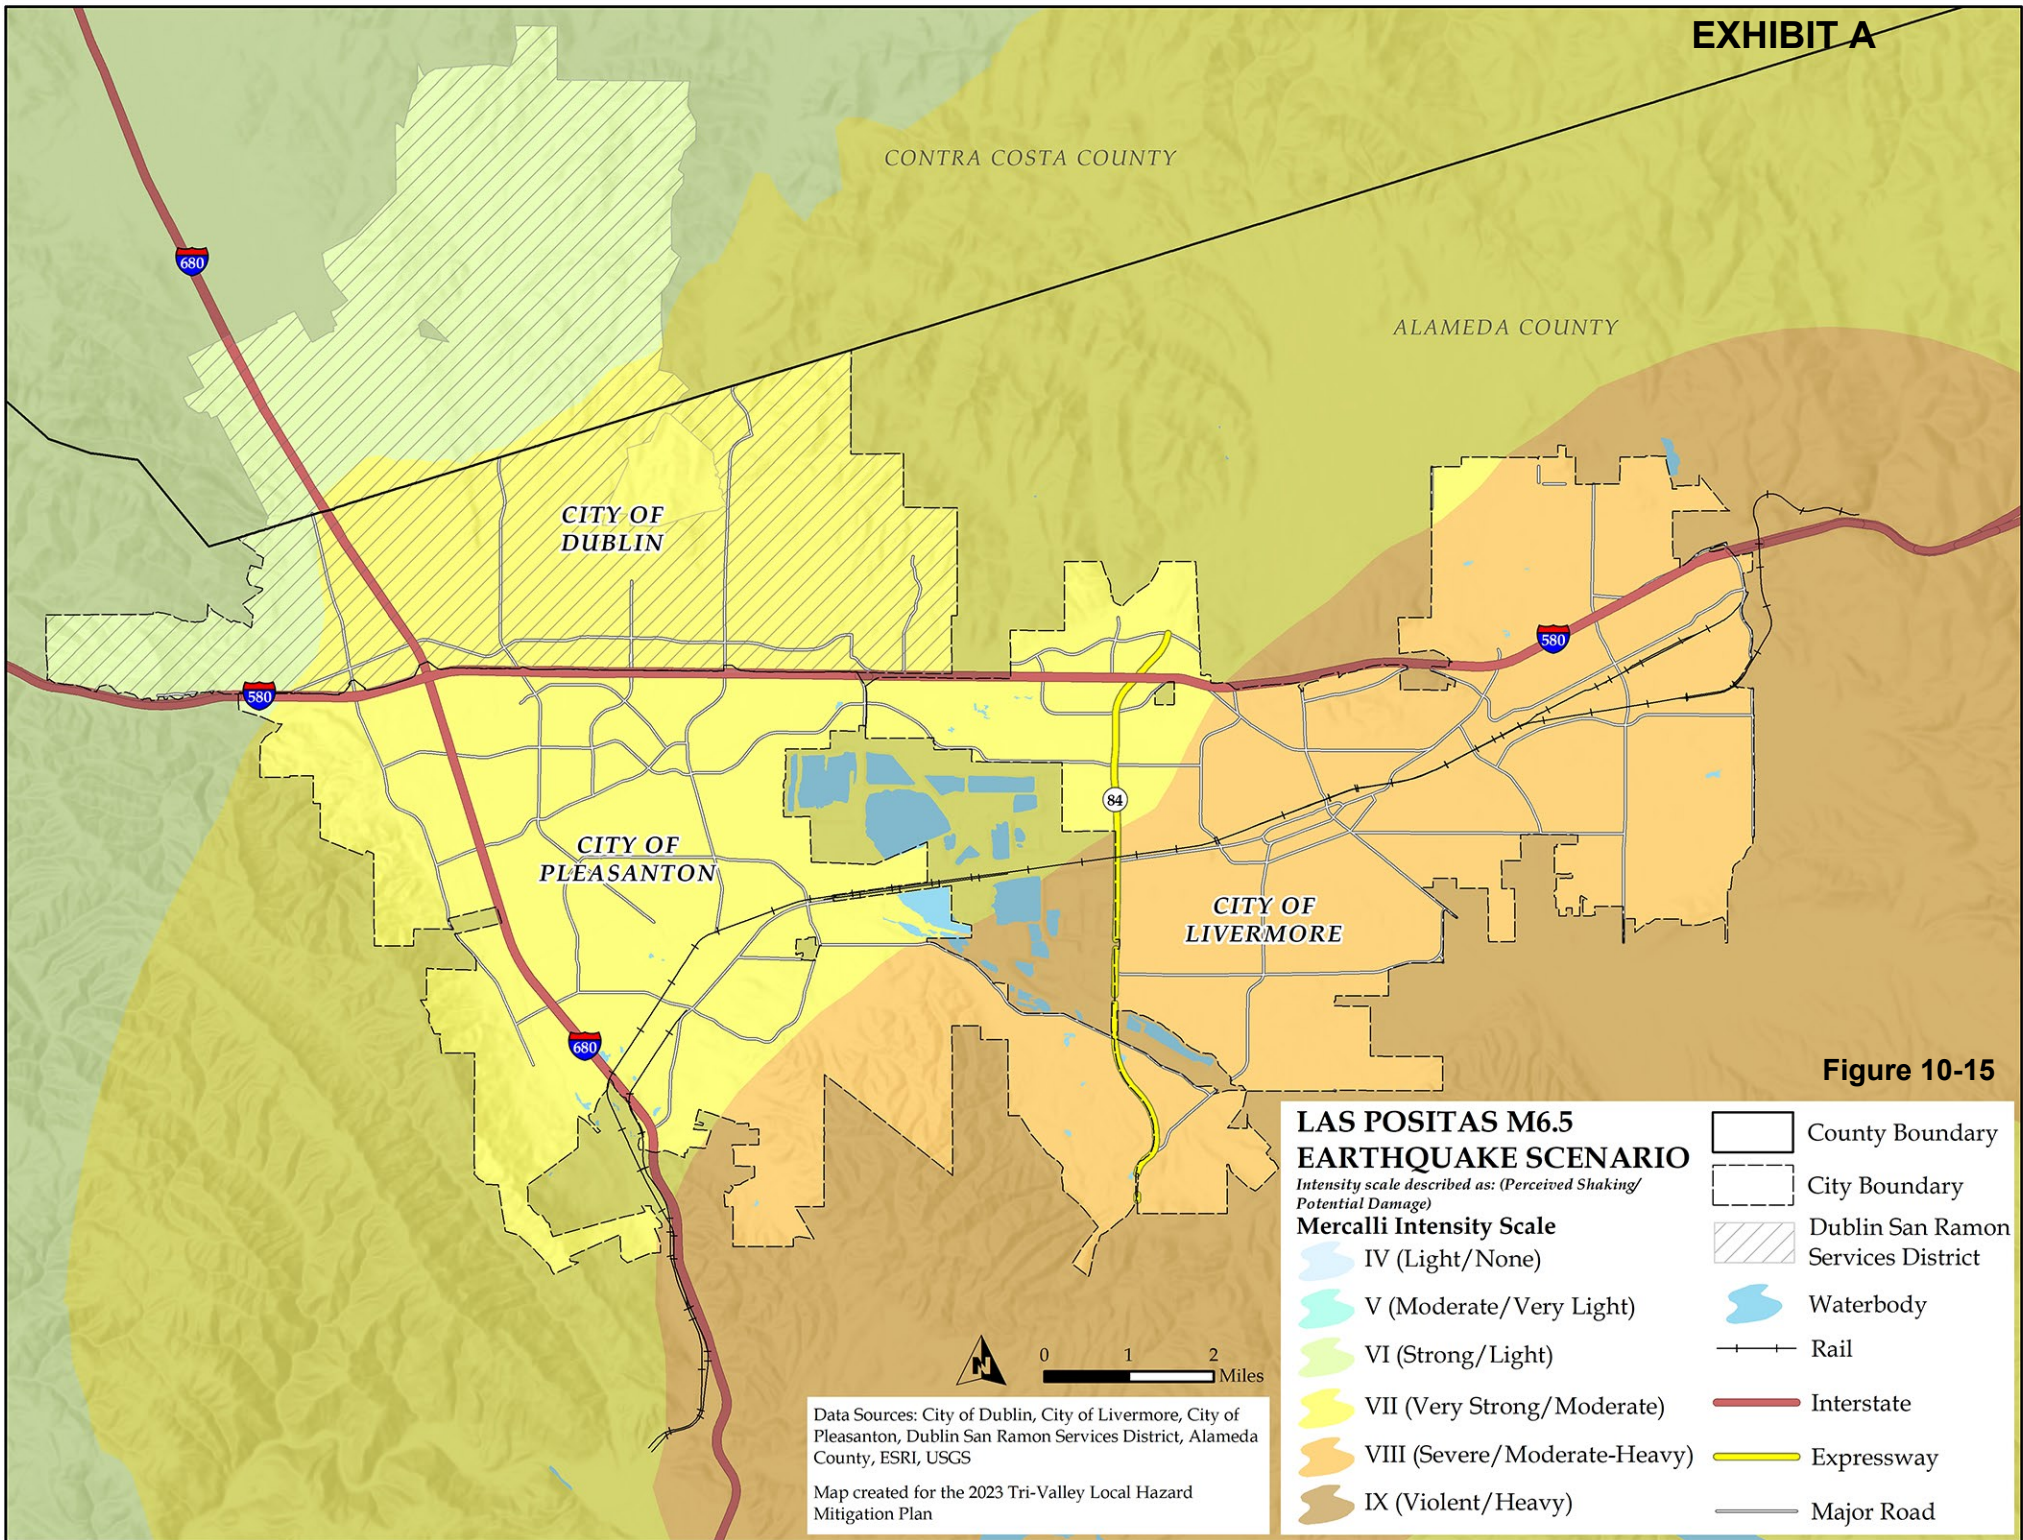 EXHIBIT A
CONTRA COSTA COUNTY
680
ALAMEDA COUNTY
CITY OF
DUBLIN
580
580
84
CITY OF
PLEASANTON
CITY OF
LIVERMORE
680
Figure 10-15
LAS POSITAS M6.5
EARTHQUAKE SCENARIO
Intensity scale described as: (Perceived Shaking/
Potential Damage)
Mercalli Intensity Scale
IV (Light/None)
V (Moderate/Very Light)
VI (Strong/Light)
VII (Very Strong/Moderate)
VIII (Severe/Moderate-Heavy)
IX (Violent/Heavy)
County Boundary
City Boundary
Dublin San Ramon
Services District
Waterbody
Rail
Interstate
Expressway
Major Road
N
0 1 2
Miles
Data Sources: City of Dublin, City of Livermore, City of
Pleasanton, Dublin San Ramon Services District, Alameda
County, ESRI, USGS
Map created for the 2023 Tri-Valley Local Hazard
Mitigation Plan